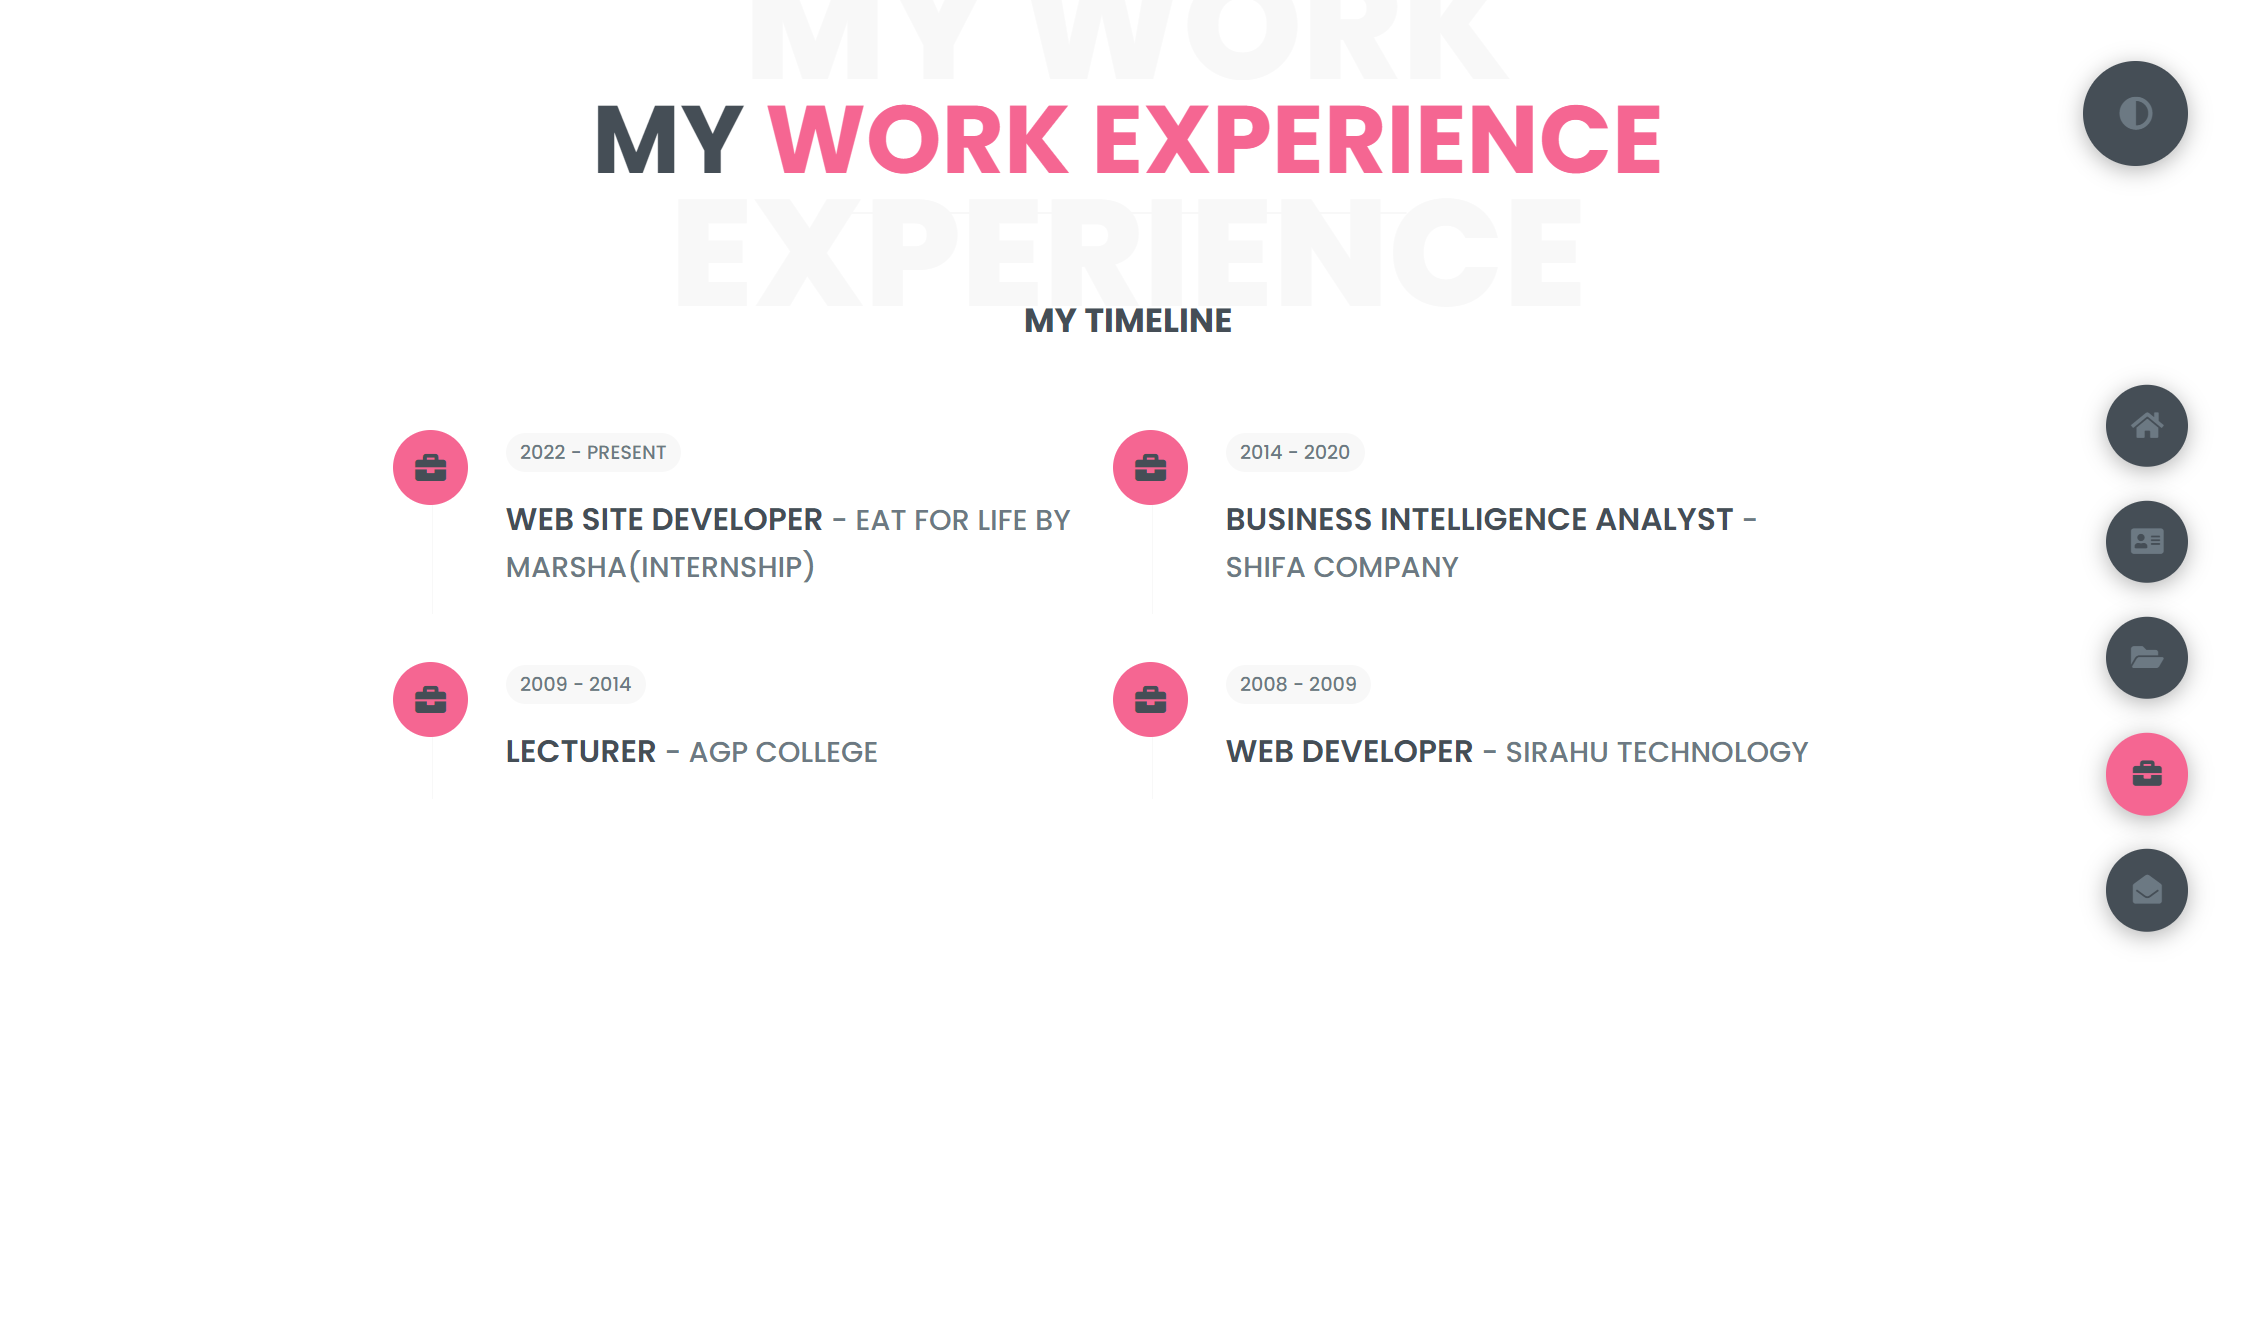 MY WORK
MY WORK EXPERIENCE
EXPERIENCE
MY TIMELINE
2022 - PRESENT
WEB SITE DEVELOPER - EAT FOR LIFE BY
MARSHA(INTERNSHIP)
2014 - 2020
BUSINESS INTELLIGENCE ANALYST -
SHIFA COMPANY
2009 - 2014
LECTURER - AGP COLLEGE
2008 - 2009
WEB DEVELOPER - SIRAHU TECHNOLOGY